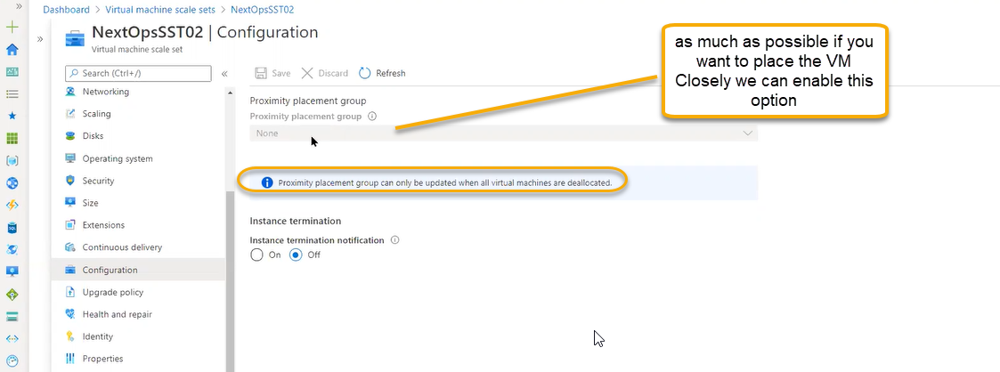 Dashboard > Virtual machine scale sets > NextOpsSST02
NextOpsSST02 | Configuration
Virtual machine scale set
Search (Ctrl+/)
Save Discard Refresh
Networking
Scaling
Disks
Operating system
Security
Size
Extensions
Continuous delivery
Configuration
Upgrade policy
Health and repair
Identity
Properties
Proximity placement group
Proximity placement group
None
Proximity placement group can only be updated when all virtual machines are deallocated.
Instance termination
Instance termination notification
On Off
as much as possible if you
want to place the VM
Closely we can enable this
option